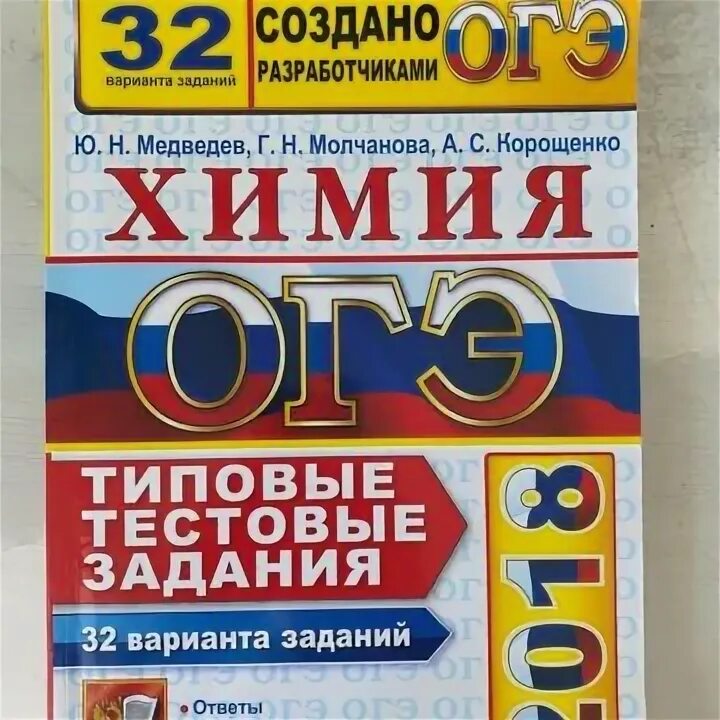 32
варианта заданий
СОЗДАНО
РАЗРАБОТЧИКАМИ
ОГЭ
Ю. Н. Медведев, Г. Н. Молчанова, А. С. Корощенко
ХИМИЯ
ОГЭ
ТИПОВЫЕ
ТЕСТОВЫЕ
ЗАДАНИЯ
32 варианта заданий
• Ответы
2018